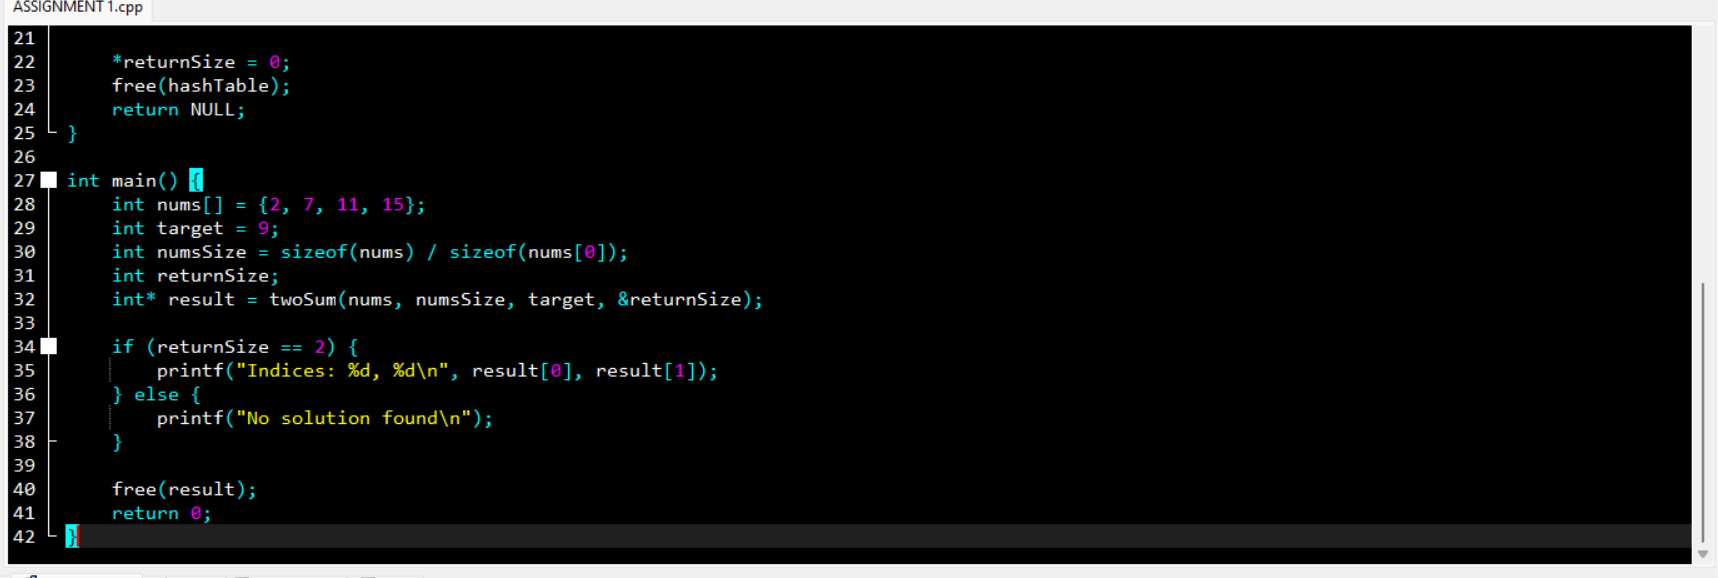 ASSIGNMENT 1.cpp
21
22 *returnSize = 0;
23 free(hashTable);
24 return NULL;
25 }
26
27 int main() {
28 int nums[] = {2, 7, 11, 15};
29 int target = 9;
30 int numsSize = sizeof(nums) / sizeof(nums[0]);
31 int returnSize;
32 int* result = twoSum(nums, numsSize, target, &returnSize);
33
34 if (returnSize == 2) {
35 printf("Indices: %d, %d\n", result[0], result[1]);
36 } else {
37 printf("No solution found\n");
38 }
39
40 free(result);
41 return 0;
42 }